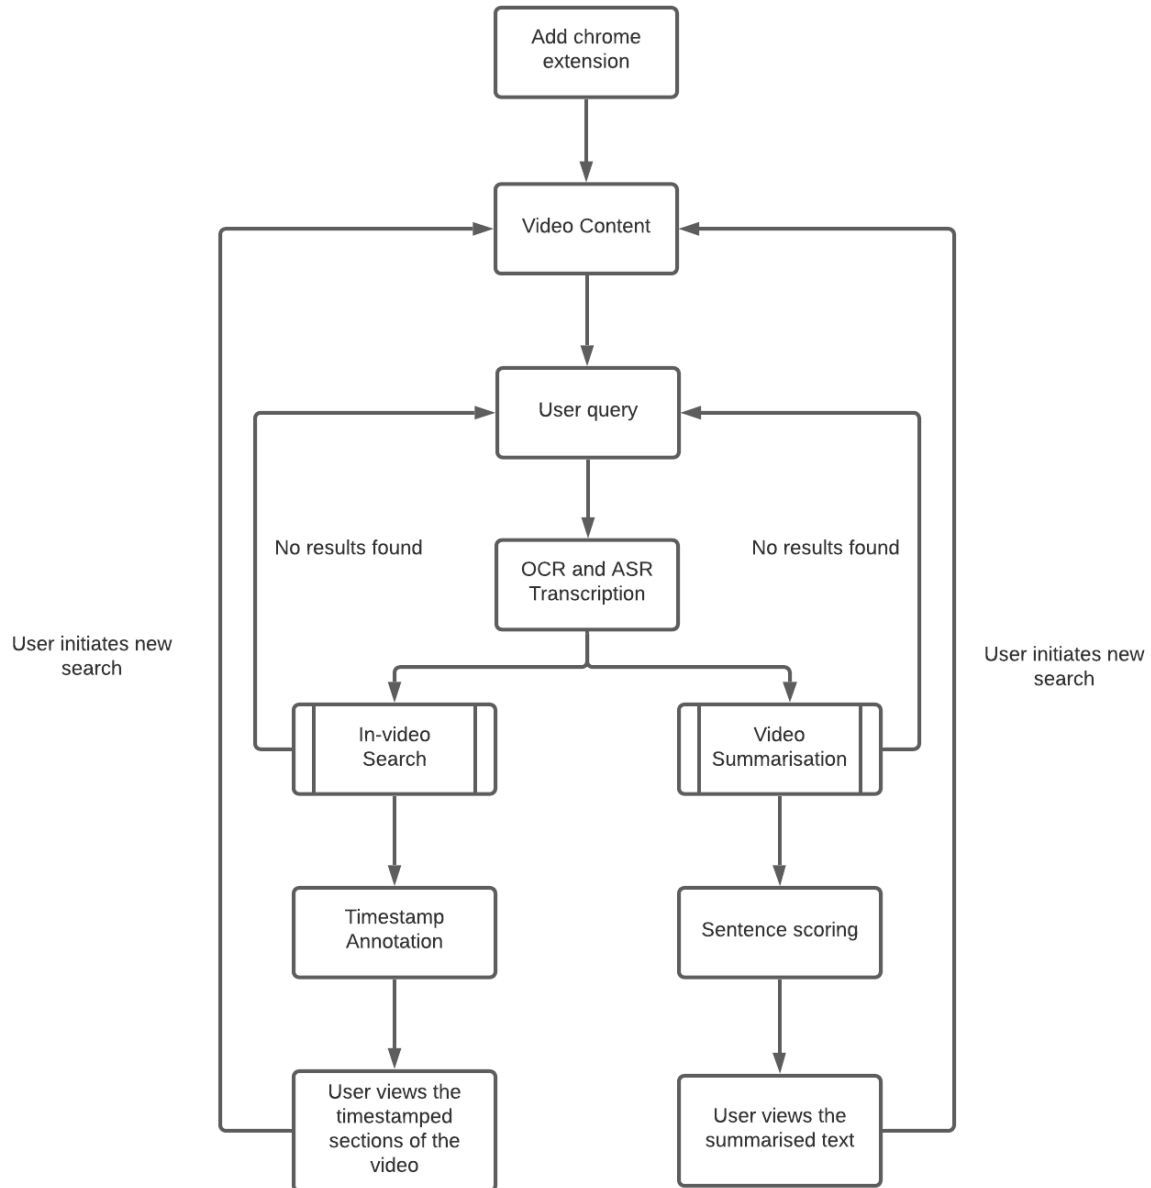 Add chrome
extension
Video Content
User query
No results found
No results found
OCR and ASR
Transcription
User initiates new
search
User initiates new
search
In-video
Search
Video
Summarisation
Timestamp
Annotation
Sentence scoring
User views the
timestamped
sections of the
video
User views the
summarised text